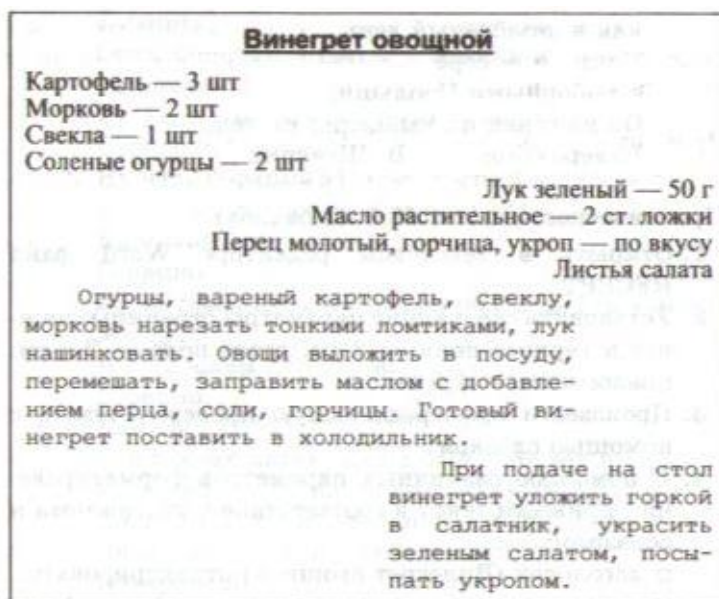 Винегрет овощной
Картофель — 3 шт
Морковь — 2 шт
Свекла — 1 шт
Соленые огурцы — 2 шт
Лук зеленый — 50 г
Масло растительное — 2 ст. ложки
Перец молотый, горчица, укроп — по вкусу
Листья салата
Огурцы, вареный картофель, свеклу,
морковь нарезать тонкими ломтиками, лук
нашинковать. Овощи выложить в посуду,
перемешать, заправить маслом с добавле-
нием перца, соли, горчицы. Готовый ви-
негрет поставить в холодильник.
При подаче на стол
винегрет уложить горкой
в салатник, украсить
зеленым салатом, посы-
пать укропом.